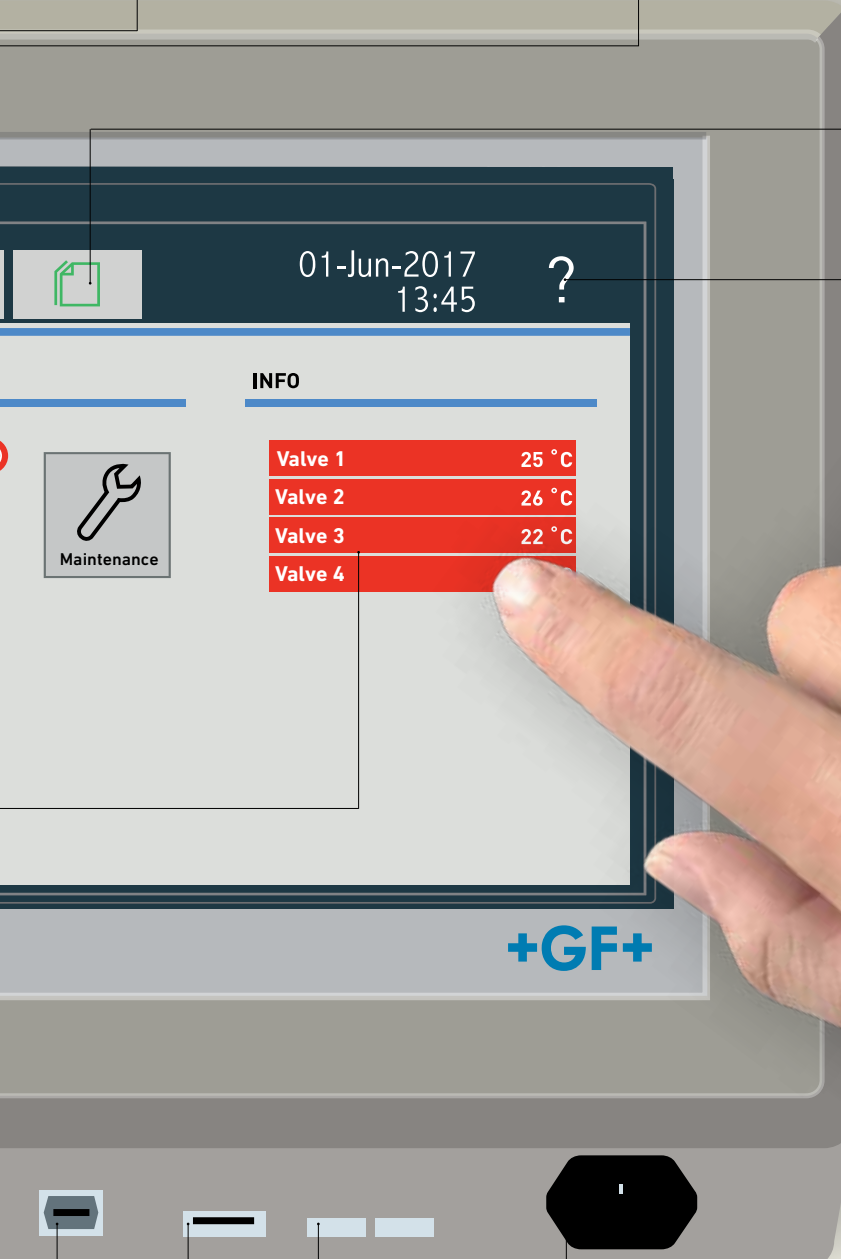 01-Jun-2017
13:45
?
INFO
Valve 1 25 °C
Valve 2 26 °C
Valve 3 22 °C
Valve 4
Maintenance
+GF+